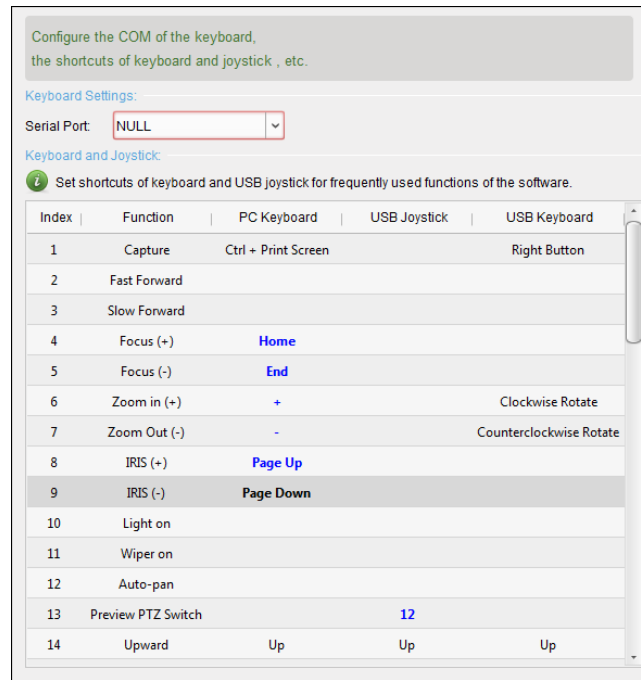 Configure the COM of the keyboard,
the shortcuts of keyboard and joystick , etc.
Keyboard Settings:
Serial Port: NULL
Keyboard and Joystick:
Set shortcuts of keyboard and USB joystick for frequently used functions of the software.
Index Function PC Keyboard USB Joystick USB Keyboard
1 Capture Ctrl + Print Screen Right Button
2 Fast Forward
3 Slow Forward
4 Focus (+) Home
5 Focus (-) End
6 Zoom in (+) + Clockwise Rotate
7 Zoom Out (-) - Counterclockwise Rotate
8 IRIS (+) Page Up
9 IRIS (-) Page Down
10 Light on
11 Wiper on
12 Auto-pan
13 Preview PTZ Switch 12
14 Upward Up Up Up